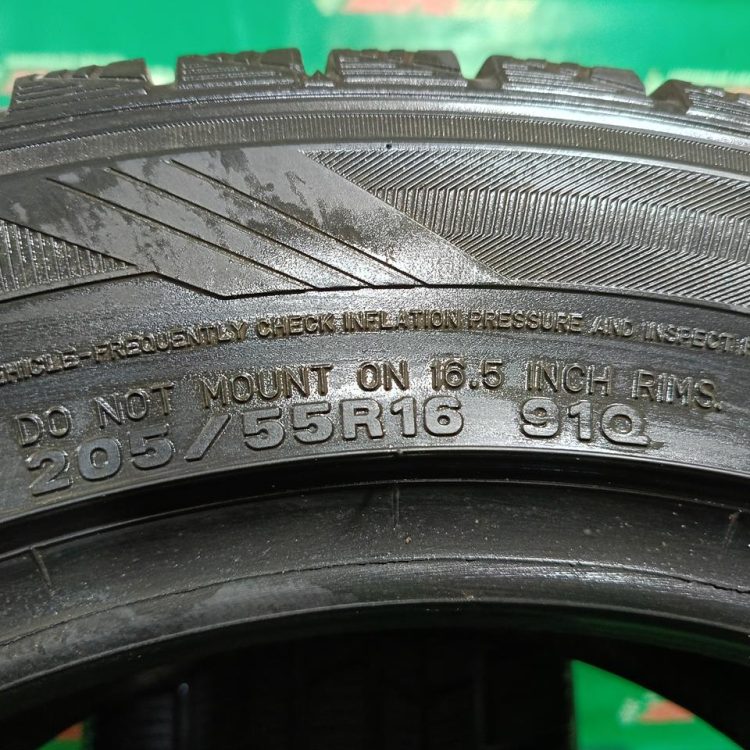 VEHICLE-FREQUENTLY CHECK INFLATION PRESSURE AND INSPECT
DO NOT MOUNT ON 16.5 INCH RIMS.
205/55R16 91Q